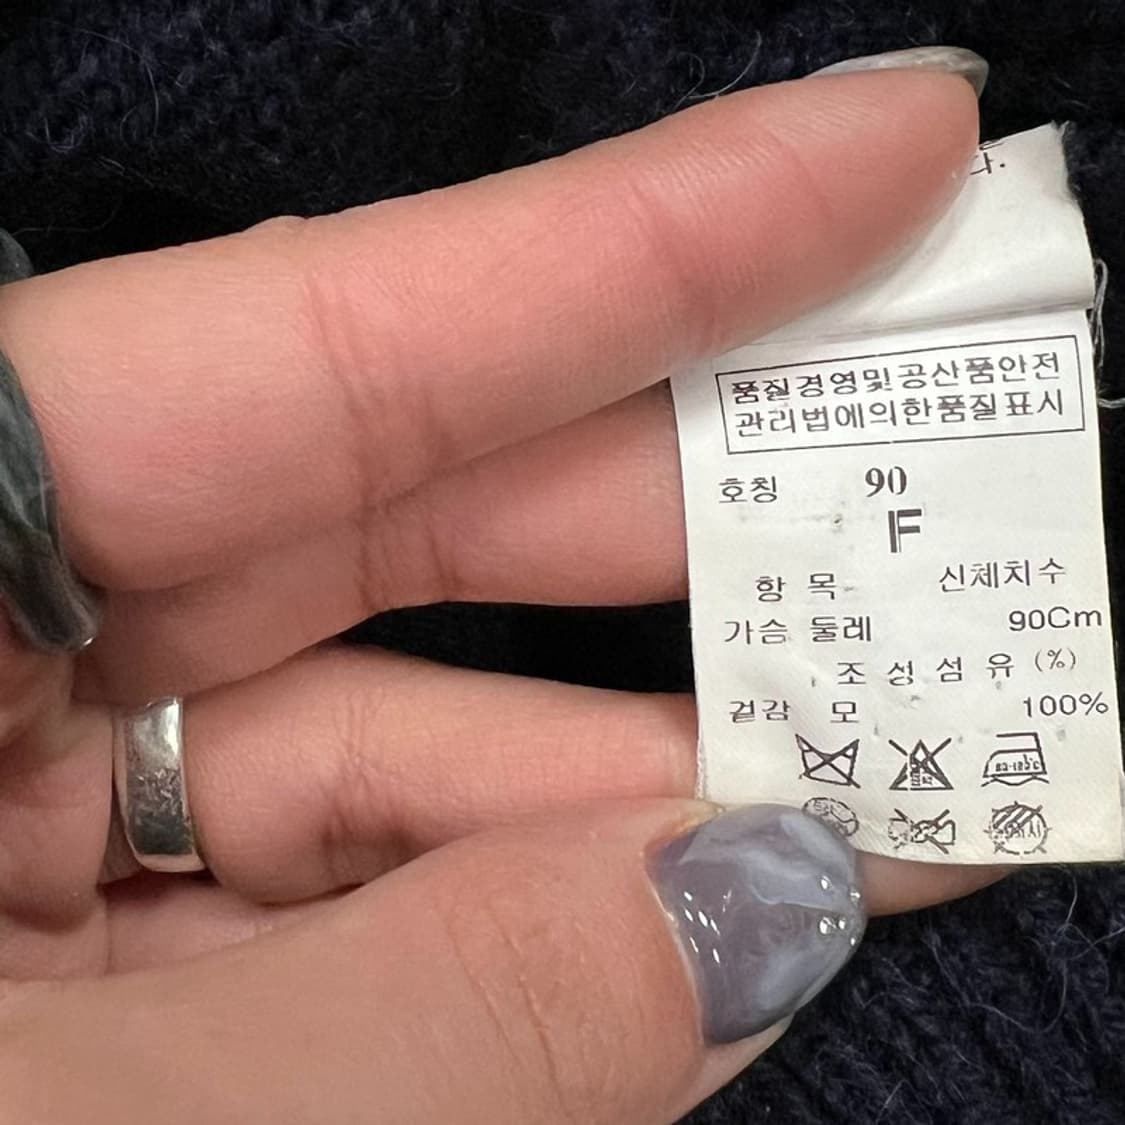 다.
품질경영및공산품안전
관리법에의한품질표시
호칭 90
F
항 목 신체치수
가슴 둘레 90Cm
조 성 섬 유 (%)
겉감 모 100%